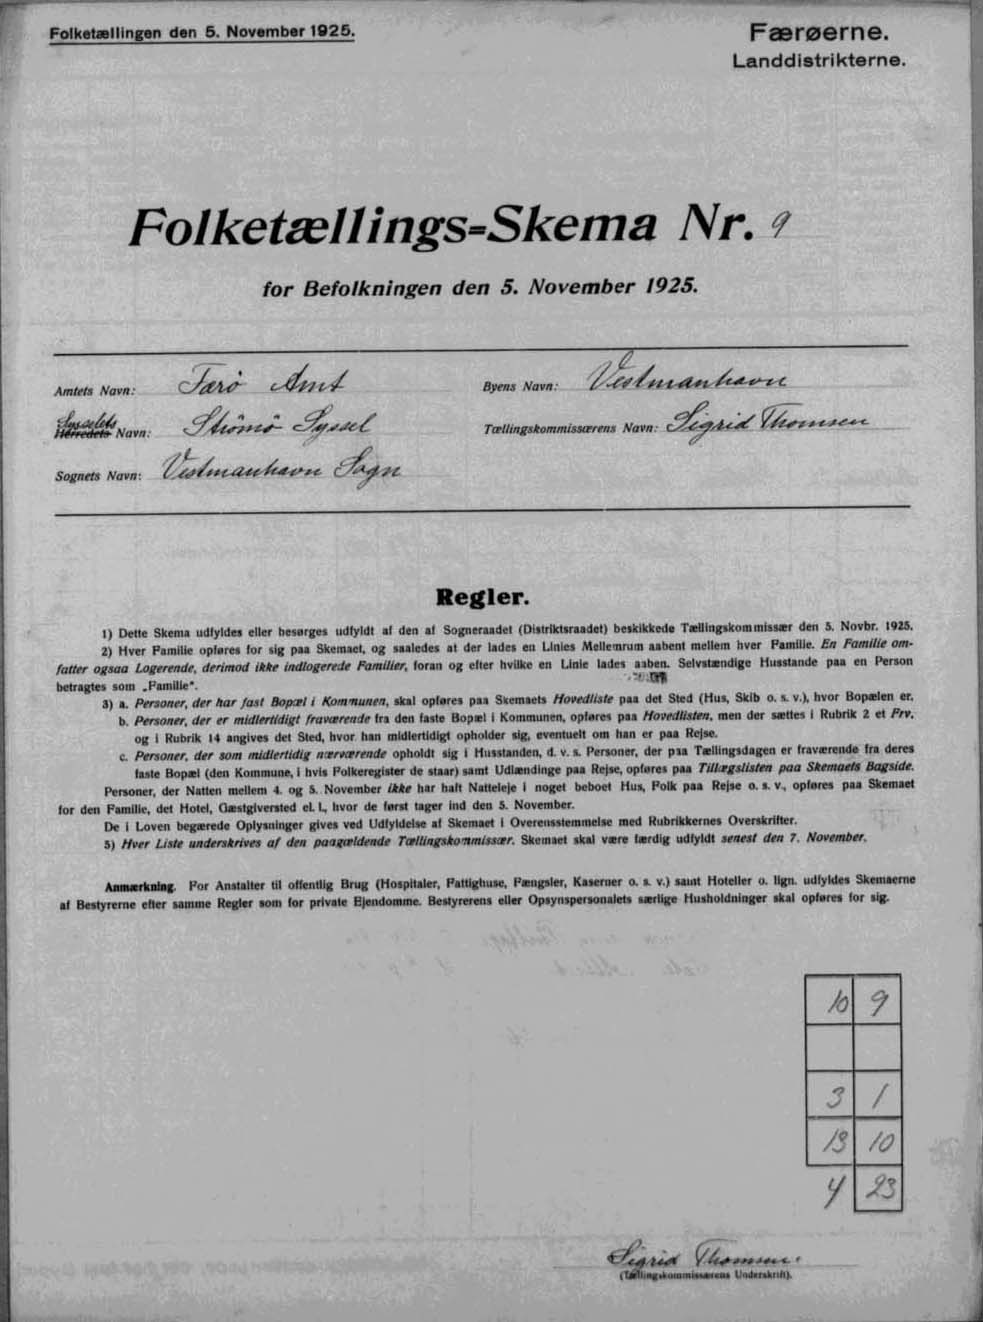 Folketællingen den 5. November 1925.
Færøerne.
Landdistrikterne.
Folketællings=Skema Nr. 9
for Befolkningen den 5. November 1925.
Amtets Navn: Færö Amt
Byens Navn: Vestmanhavn
Sysselets
Herredets Navn: Strömö Syssel
Tællingskommissærens Navn: Sigrid Thomsen
Sognets Navn: Vestmanhavn Sogn
Regler.
1) Dette Skema udfyldes eller besørges udfyldt af den af Sogneraadet (Distriktsraadet) beskikkede Tællingskommissær den 5. Novbr. 1925.
2) Hver Familie opføres for sig paa Skemaet, og saaledes at der lades en Linies Mellemrum aabent mellem hver Familie. En Familie om-
fatter ogsaa Logerende, derimod ikke indlogerede Familier, foran og efter hvilke en Linie lades aaben. Selvstændige Husstande paa en Person
betragtes som „Familie".
3) a. Personer, der har fast Bopæl i Kommunen, skal opføres paa Skemaets Hovedliste paa det Sted (Hus, Skib o. s. v.), hvor Bopælen er.
b. Personer, der er midlertidigt fraværende fra den faste Bopæl i Kommunen, opføres paa Hovedlisten, men der sættes i Rubrik 2 et Frv.
og i Rubrik 14 angives det Sted, hvor han midlertidigt opholder sig, eventuelt om han er paa Rejse.
c. Personer, der som midlertidig nærværende opholdt sig i Husstanden, d. v. s. Personer, der paa Tællingsdagen er fraværende fra deres
faste Bopæl (den Kommune, i hvis Folkeregister de staar) samt Udlændinge paa Rejse, opføres paa Tillægslisten paa Skemaets Bagside.
Personer, der Natten mellem 4. og 5. November ikke har haft Natteleje i noget beboet Hus, Folk paa Rejse o. s. v., opføres paa Skemaet
for den Familie, det Hotel, Gæstgiversted el. l., hvor de først tager ind den 5. November.
De i Loven begærede Oplysninger gives ved Udfyldelse af Skemaet i Overensstemmelse med Rubrikkernes Overskrifter.
5) Hver Liste underskrives af den paagældende Tællingskommissær. Skemaet skal være færdig udfyldt senest den 7. November.
Anmærkning. For Anstalter til offentlig Brug (Hospitaler, Fattighuse, Fængsler, Kaserner o. s. v.) samt Hoteller o. lign. udfyldes Skemaerne
af Bestyrerne efter samme Regler som for private Ejendomme. Bestyrerens eller Opsynspersonalets særlige Husholdninger skal opføres for sig.
10 9
3 1
13 10
4 23
Sigrid Thomsen.
(Tællingskommissærens Underskrift).